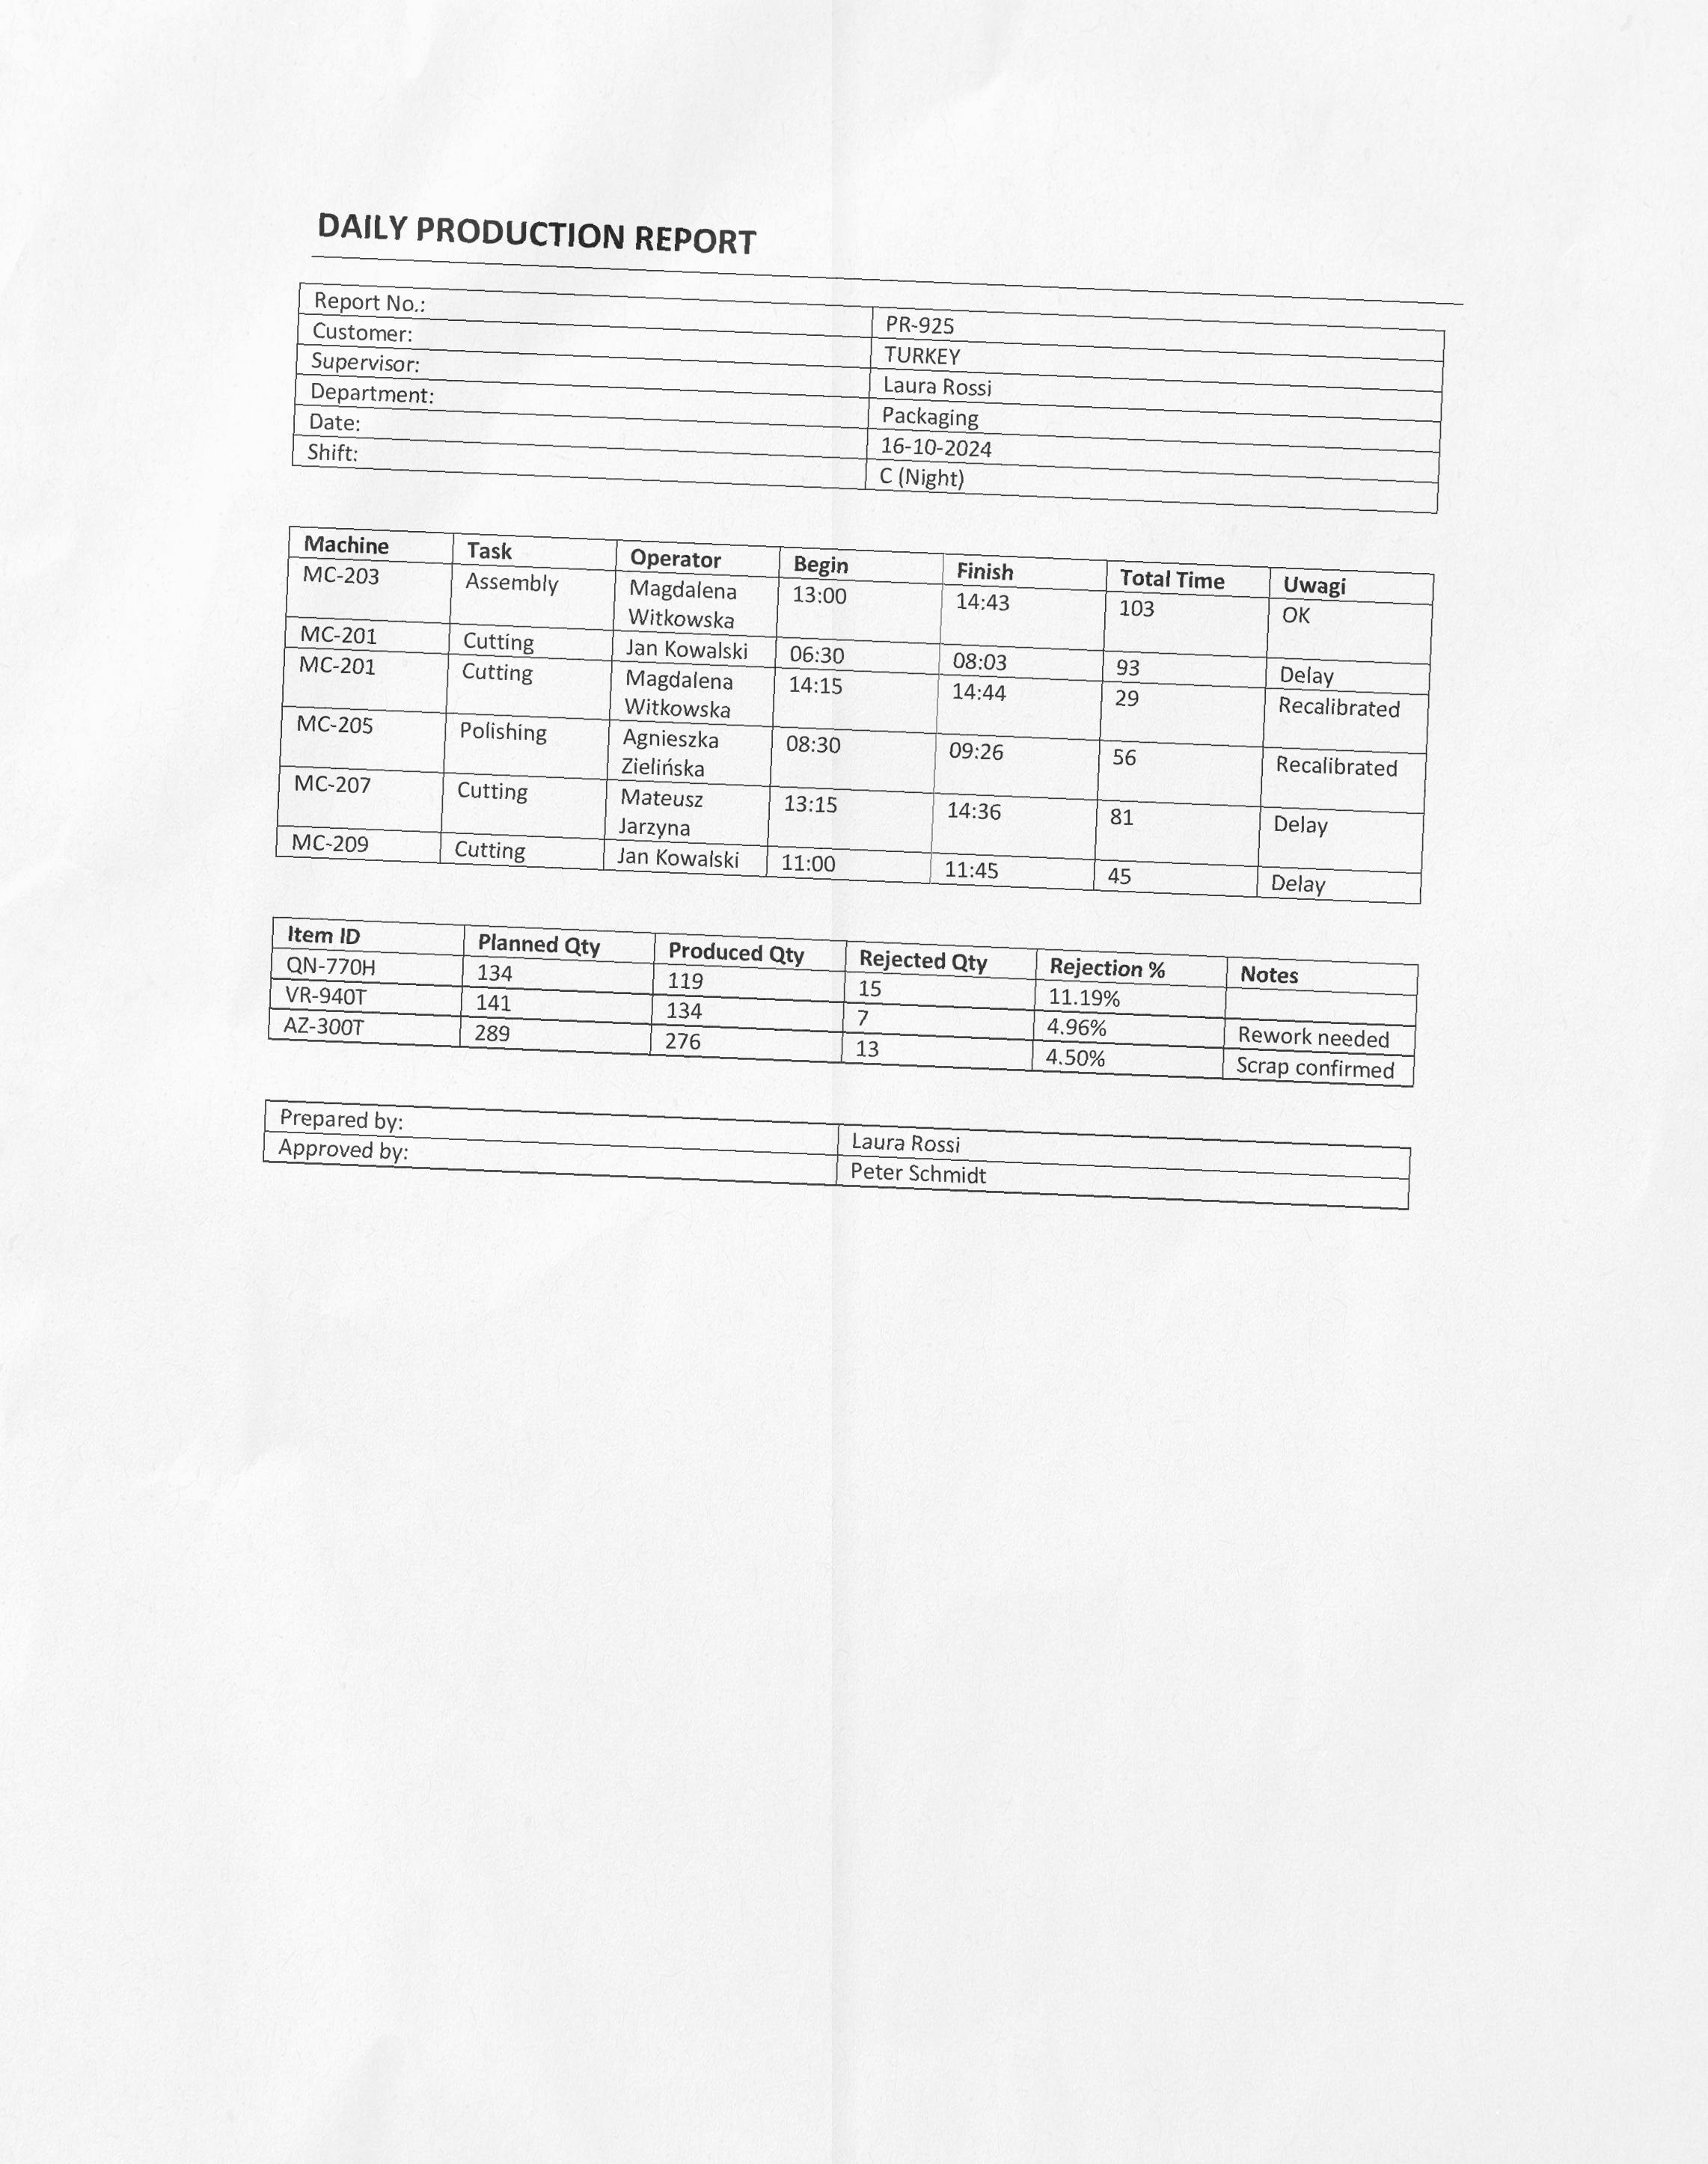 DAILY PRODUCTION REPORT
Report No.: PR-925
Customer: TURKEY
Supervisor: Laura Rossi
Department: Packaging
Date: 16-10-2024
Shift: C (Night)
Machine Task Operator Begin Finish Total Time Uwagi
MC-203 Assembly Magdalena Witkowska 13:00 14:43 103 OK
MC-201 Cutting Jan Kowalski 06:30 08:03 93 Delay
MC-201 Cutting Magdalena Witkowska 14:15 14:44 29 Recalibrated
MC-205 Polishing Agnieszka Zielińska 08:30 09:26 56 Recalibrated
MC-207 Cutting Mateusz Jarzyna 13:15 14:36 81 Delay
MC-209 Cutting Jan Kowalski 11:00 11:45 45 Delay
Item ID Planned Qty Produced Qty Rejected Qty Rejection % Notes
QN-770H 134 119 15 11.19%
VR-940T 141 134 7 4.96% Rework needed
AZ-300T 289 276 13 4.50% Scrap confirmed
Prepared by: Laura Rossi
Approved by: Peter Schmidt